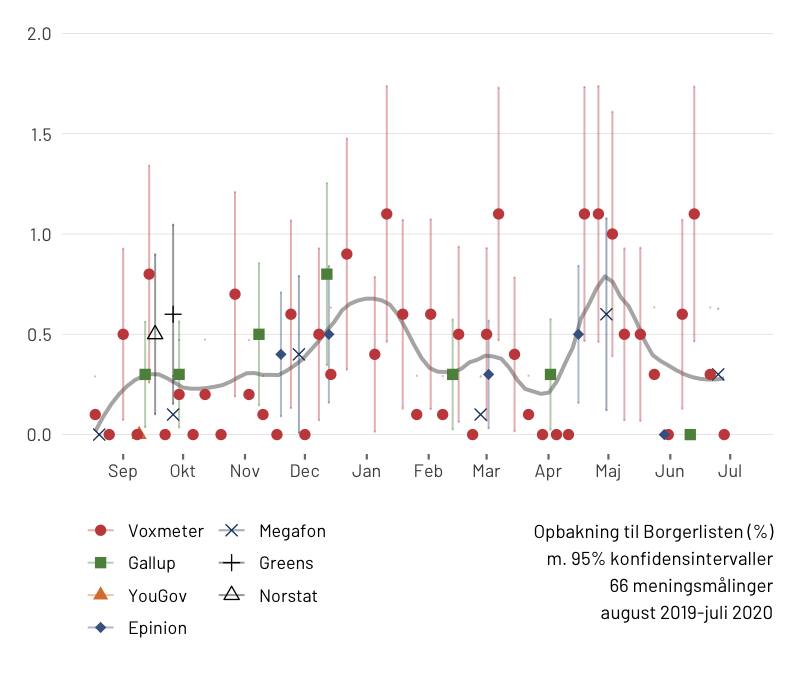 2.0
1.5
1.0
0.5
0.0
Sep Okt Nov Dec Jan Feb Mar Apr Maj Jun Jul
Voxmeter Megafon
Gallup Greens
YouGov Norstat
Epinion
Opbakning til Borgerlisten (%)
m. 95% konfidensintervaller
66 meningsmålinger
august 2019-juli 2020